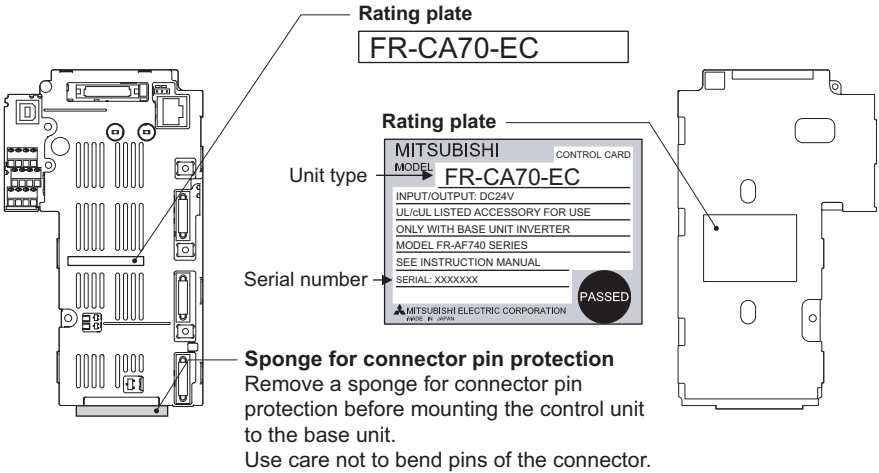 Rating plate
FR-CA70-EC
Rating plate
MITSUBISHI
CONTROL CARD
MODEL
FR-CA70-EC
Unit type
INPUT/OUTPUT: DC24V
UL/cUL LISTED ACCESSORY FOR USE
ONLY WITH BASE UNIT INVERTER
MODEL FR-AF740 SERIES
SEE INSTRUCTION MANUAL
Serial number
SERIAL: XXXXXXX
PASSED
MITSUBISHI ELECTRIC CORPORATION
MADE IN JAPAN
Sponge for connector pin protection
Remove a sponge for connector pin
protection before mounting the control unit
to the base unit.
Use care not to bend pins of the connector.